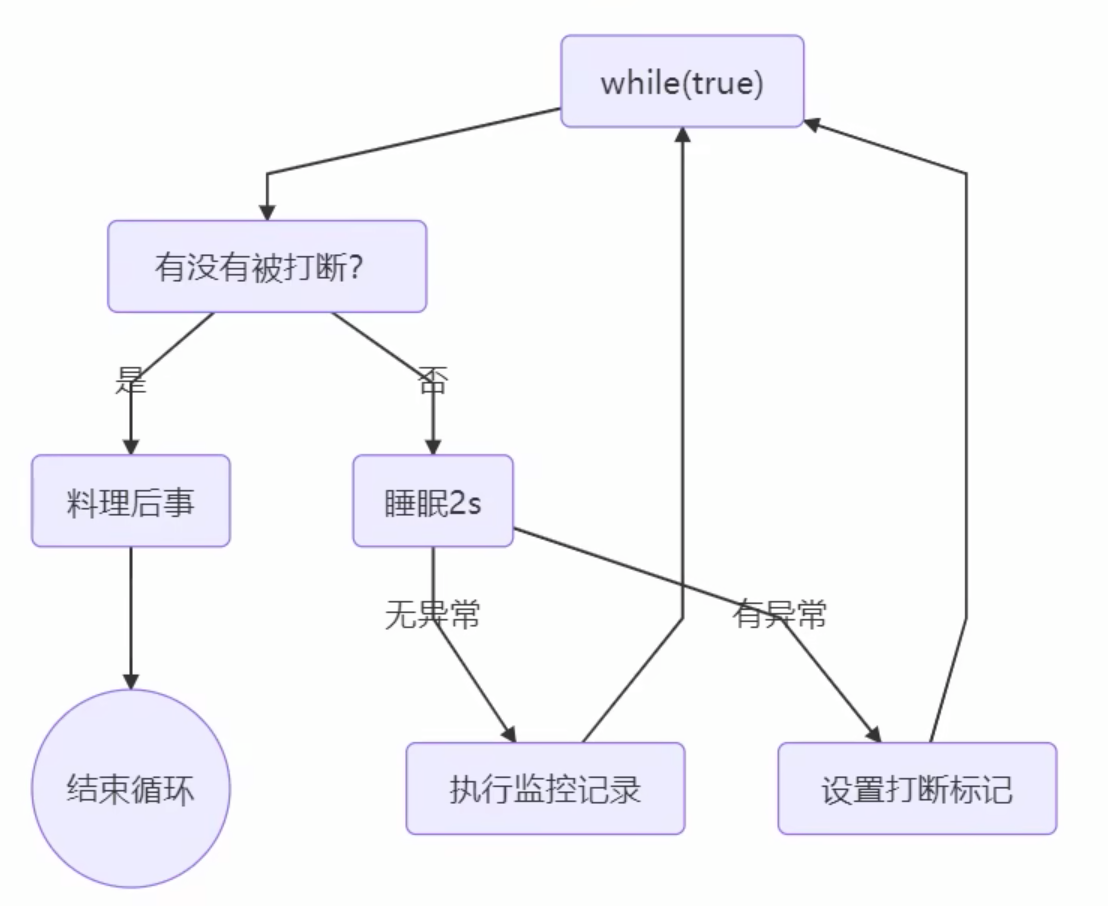 while(true)
有没有被打断?
是
否
料理后事
睡眠2s
无异常
有异常
结束循环
执行监控记录
设置打断标记